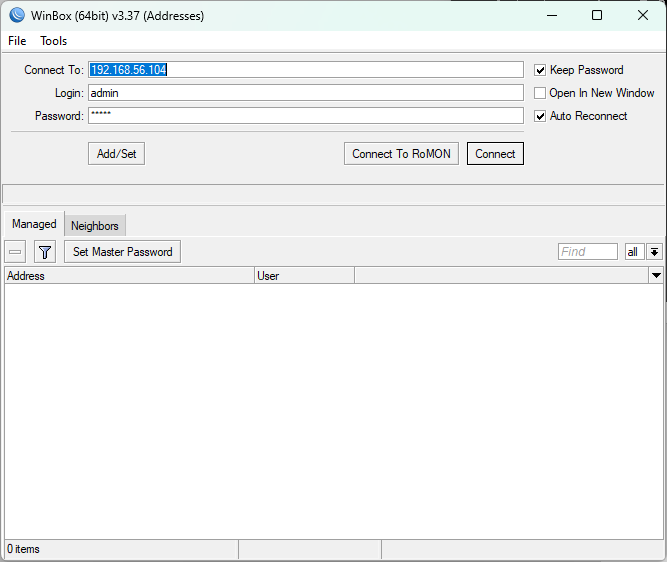 WinBox (64bit) v3.37 (Addresses)
File Tools
Connect To: 192.168.56.104 Keep Password
Login: admin Open In New Window
Password: ***** Auto Reconnect
Add/Set Connect To RoMON Connect
Managed Neighbors
Set Master Password Find all
Address User
0 items